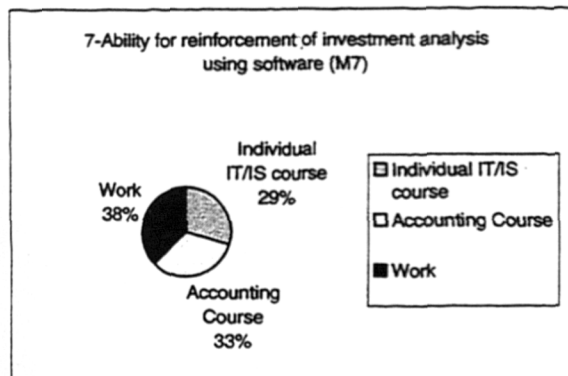 7-Ability for reinforcement of investment analysis
using software (M7)
Individual
IT/IS course
29%
Work
38%
Accounting
Course
33%
Individual IT/IS
course
Accounting Course
Work